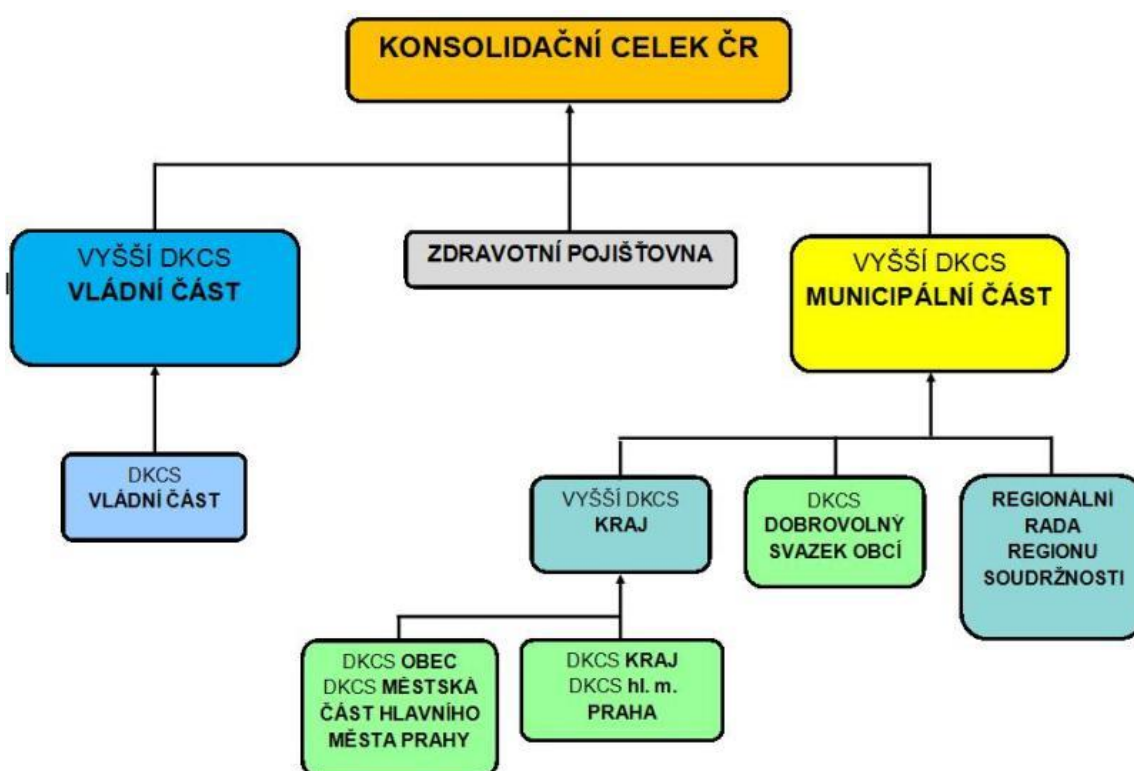 KONSOLIDAČNÍ CELEK ČR
VYŠŠÍ DKCS
VLÁDNÍ ČÁST
ZDRAVOTNÍ POJIŠŤOVNA
VYŠŠÍ DKCS
MUNICIPÁLNÍ ČÁST
DKCS
VLÁDNÍ ČÁST
VYŠŠÍ DKCS
KRAJ
DKCS
DOBROVOLNÝ
SVAZEK OBCÍ
REGIONÁLNÍ
RADA
REGIONU
SOUDRŽNOSTI
DKCS OBEC
DKCS MĚSTSKÁ
ČÁST HLAVNÍHO
MĚSTA PRAHY
DKCS KRAJ
DKCS hl. m.
PRAHA